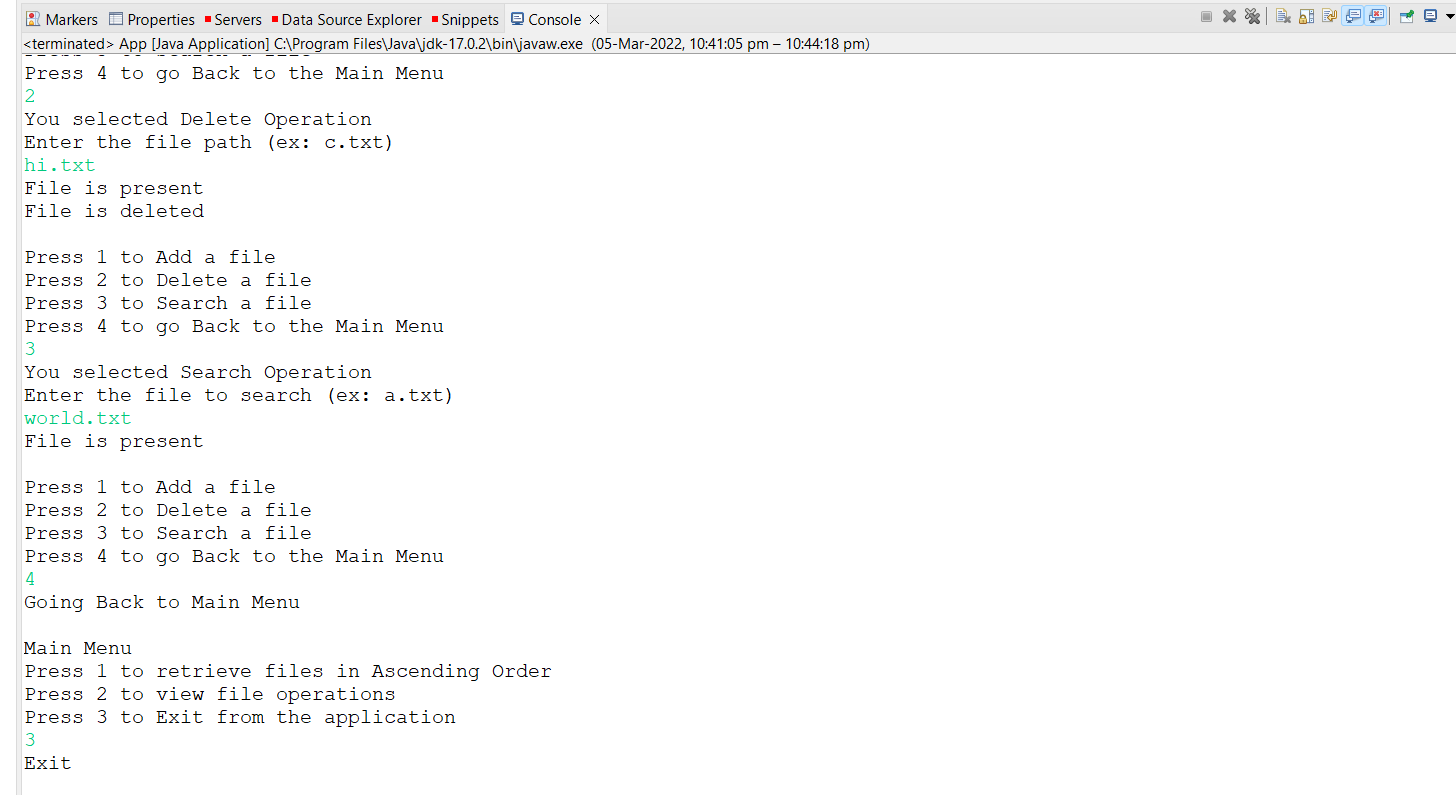 Markers Properties Servers Data Source Explorer Snippets Console
<terminated> App [Java Application] C:\Program Files\Java\jdk-17.0.2\bin\javaw.exe (05-Mar-2022, 10:41:05 pm – 10:44:18 pm)
Press 4 to go Back to the Main Menu
2
You selected Delete Operation
Enter the file path (ex: c.txt)
hi.txt
File is present
File is deleted
Press 1 to Add a file
Press 2 to Delete a file
Press 3 to Search a file
Press 4 to go Back to the Main Menu
3
You selected Search Operation
Enter the file to search (ex: a.txt)
world.txt
File is present
Press 1 to Add a file
Press 2 to Delete a file
Press 3 to Search a file
Press 4 to go Back to the Main Menu
4
Going Back to Main Menu
Main Menu
Press 1 to retrieve files in Ascending Order
Press 2 to view file operations
Press 3 to Exit from the application
3
Exit